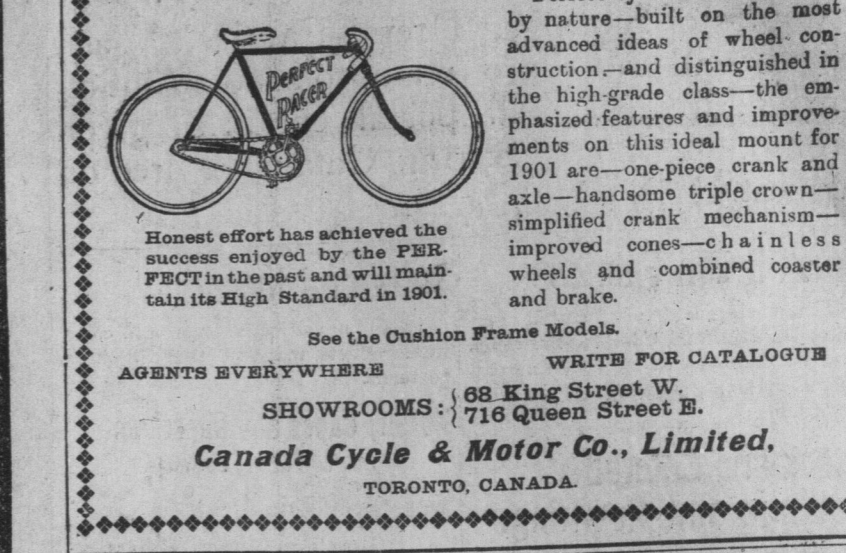 PERFECT
RACER
Honest effort has achieved the
success enjoyed by the PER-
FECT in the past and will main-
tain its High Standard in 1901.
by nature—built on the most
advanced ideas of wheel con-
struction—and distinguished in
the high-grade class—the em-
phasized features and improve-
ments on this ideal mount for
1901 are—one-piece crank and
axle—handsome triple crown—
simplified crank mechanism—
improved cones—chainless
wheels and combined coaster
and brake.
See the Cushion Frame Models.
AGENTS EVERYWHERE
WRITE FOR CATALOGUE
SHOWROOMS: { 68 King Street W.
716 Queen Street E.
Canada Cycle & Motor Co., Limited,
TORONTO, CANADA.